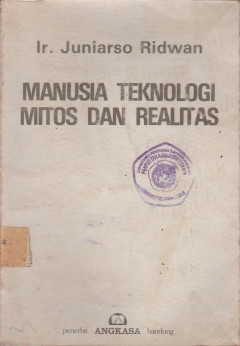 Ir. Juniarso Ridwan
MANUSIA TEKNOLOGI
MITOS DAN REALITAS
penerbit ANGKASA bandung